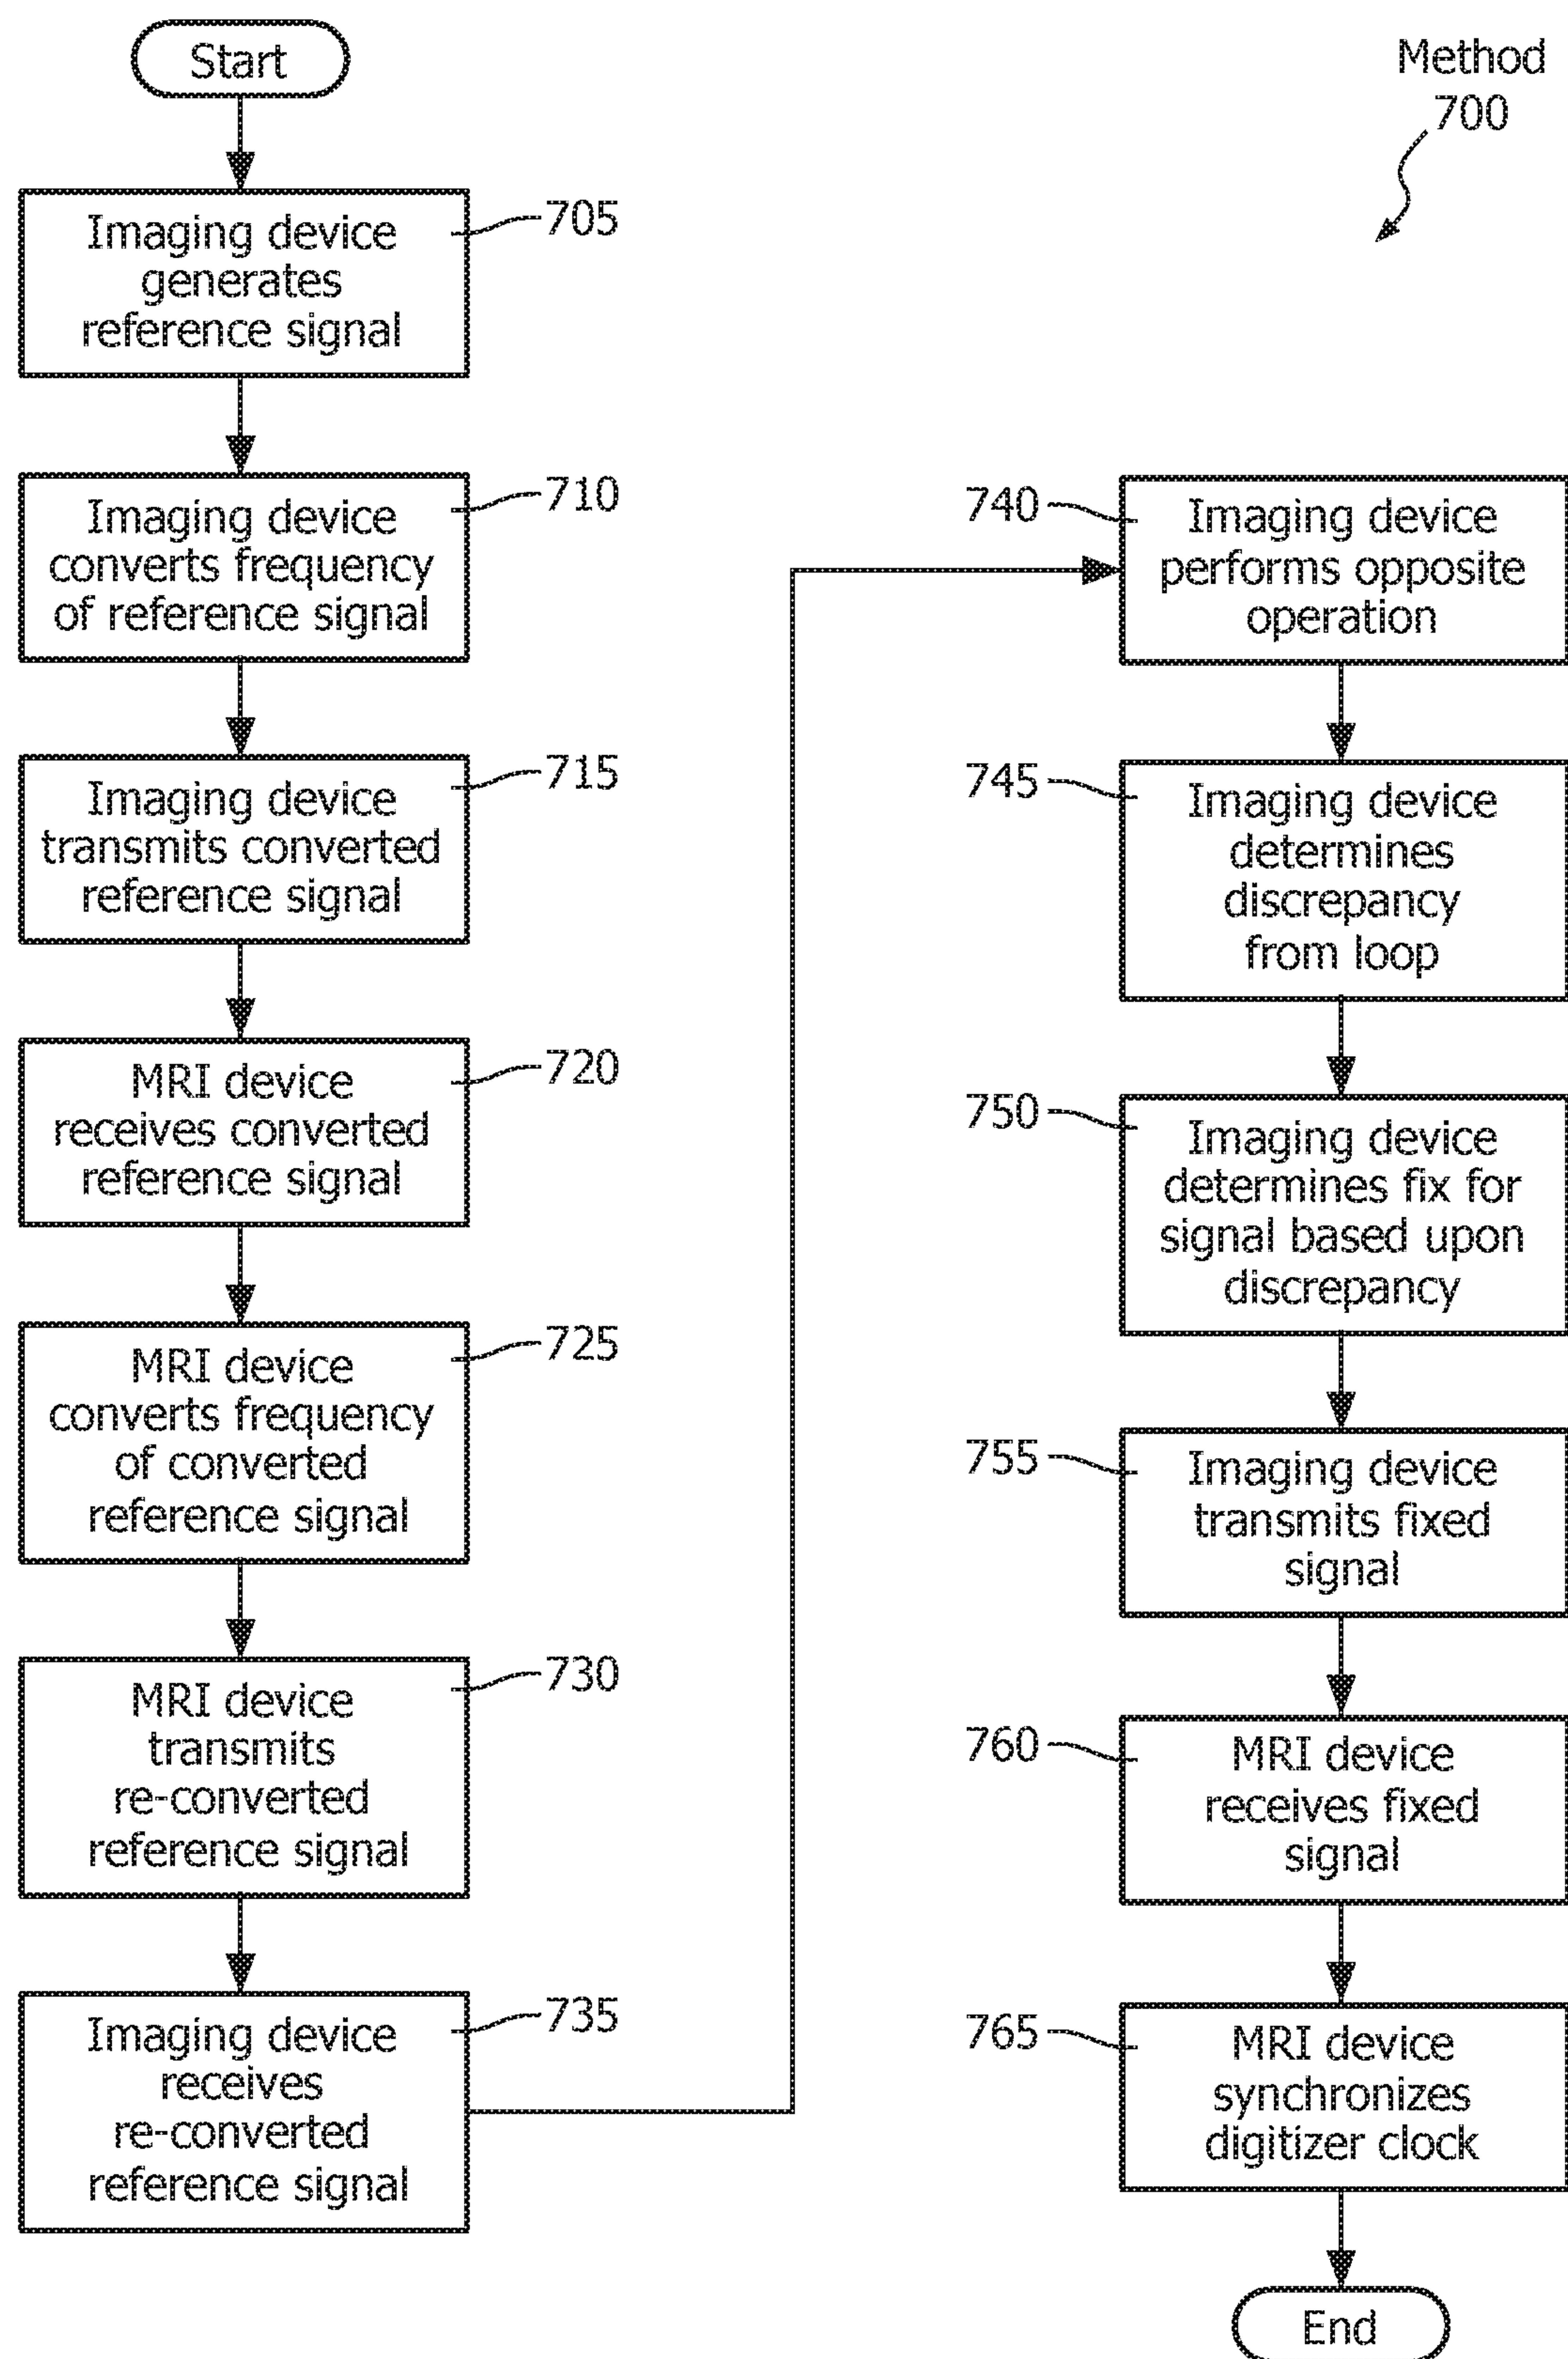 Start
Method
700
Imaging device
generates
reference signal
705
Imaging device
converts frequency
of reference signal
710
Imaging device
transmits converted
reference signal
715
MRI device
receives converted
reference signal
720
MRI device
converts frequency
of converted
reference signal
725
MRI device
transmits
re-converted
reference signal
730
Imaging device
receives
re-converted
reference signal
735
740
Imaging device
performs opposite
operation
745
Imaging device
determines
discrepancy
from loop
750
Imaging device
determines fix for
signal based upon
discrepancy
755
Imaging device
transmits fixed
signal
760
MRI device
receives fixed
signal
765
MRI device
synchronizes
digitizer clock
End